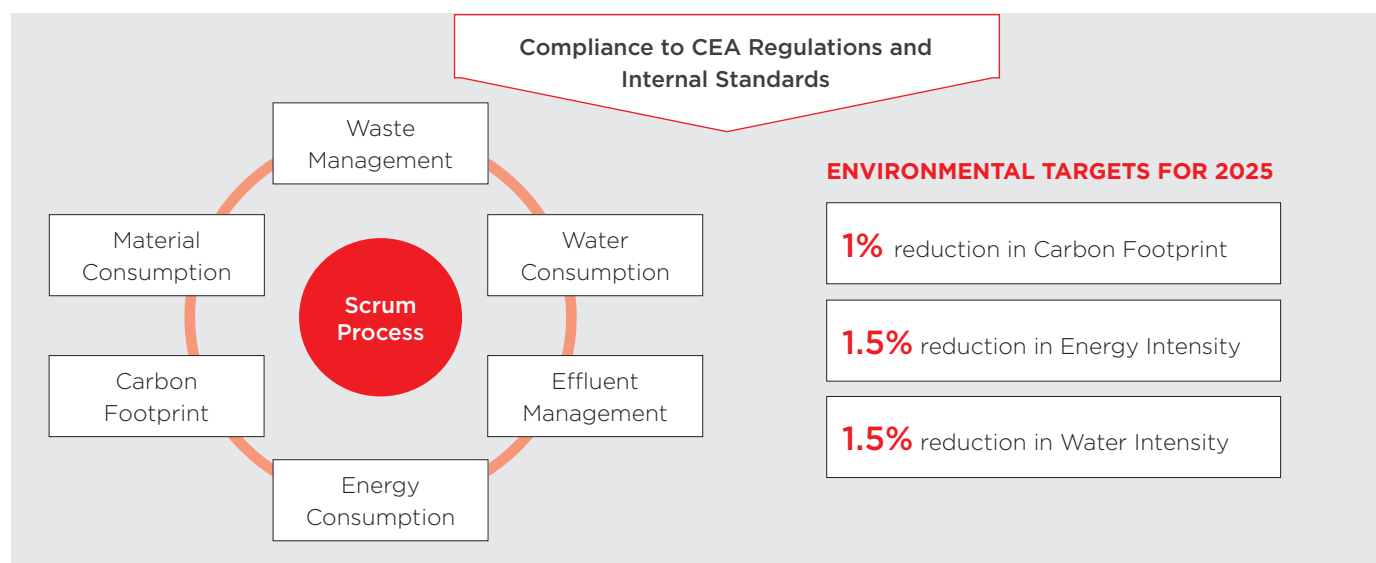 Compliance to CEA Regulations and
Internal Standards
Waste
Management
Water
Consumption
Effluent
Management
Energy
Consumption
Carbon
Footprint
Material
Consumption
Scrum
Process
ENVIRONMENTAL TARGETS FOR 2025
1% reduction in Carbon Footprint
1.5% reduction in Energy Intensity
1.5% reduction in Water Intensity